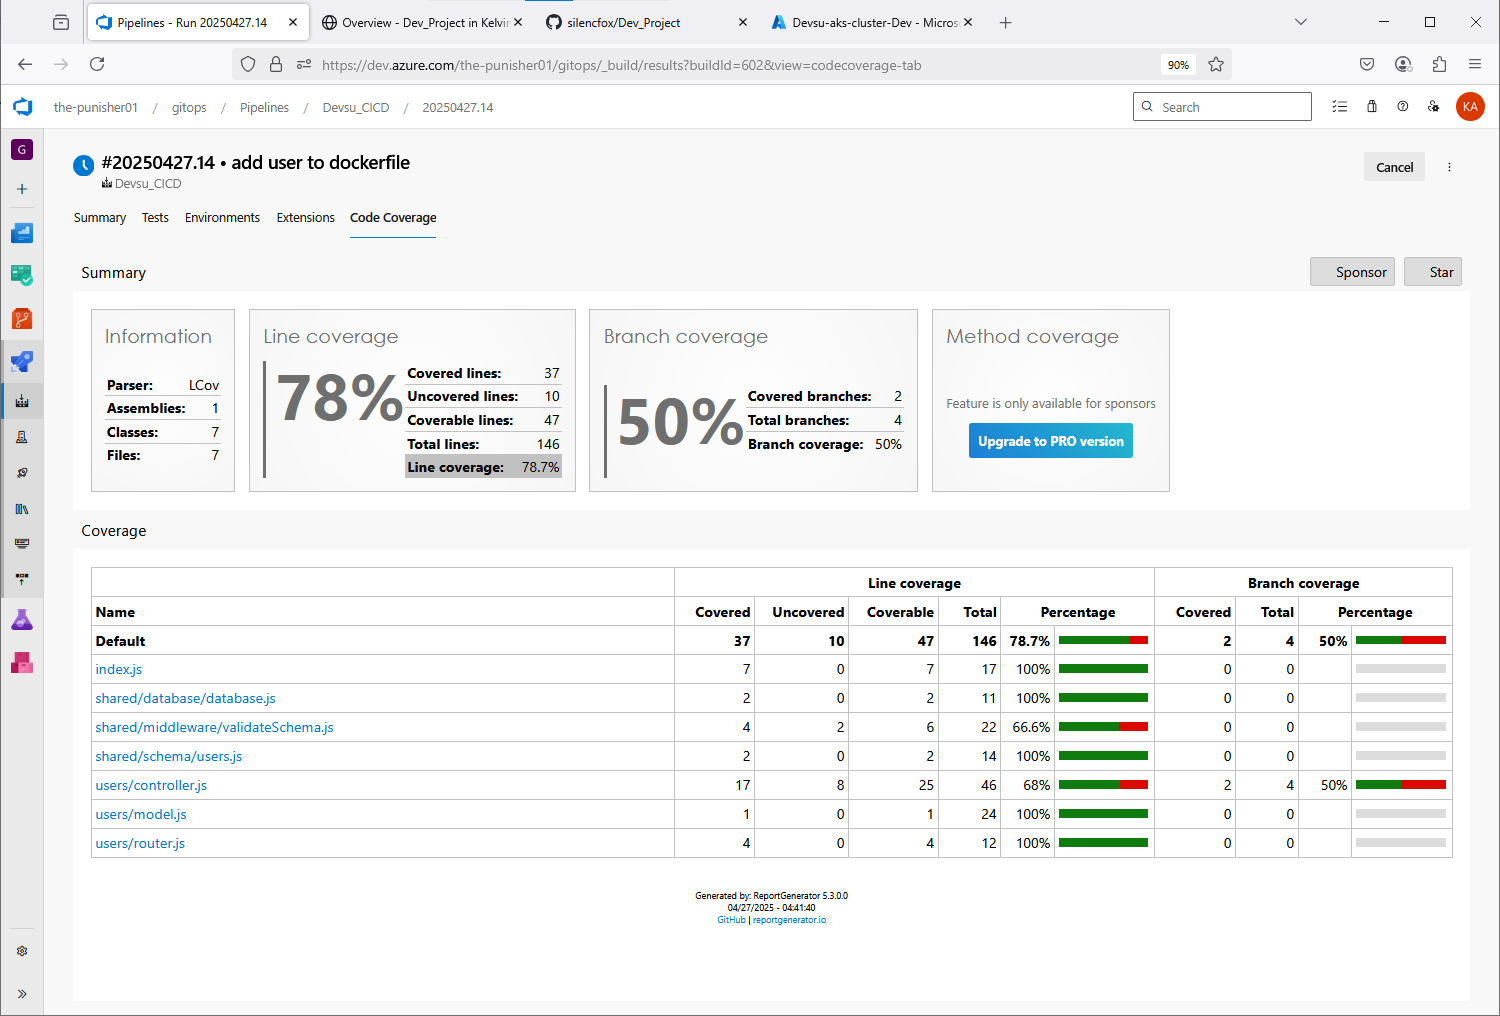 Pipelines - Run 20250427.14
Overview - Dev_Project in Kelvin
silencfox/Dev_Project
Devsu-aks-cluster-Dev - Micros
https://dev.azure.com/the-punisher01/gitops/_build/results?buildId=602&view=codecoverage-tab
90%
the-punisher01 / gitops / Pipelines / Devsu_CICD / 20250427.14
Search
KA
G
#20250427.14 • add user to dockerfile
Devsu_CICD
Cancel
Summary Tests Environments Extensions Code Coverage
Summary
Sponsor
Star
Information
Parser: LCov
Assemblies: 1
Classes: 7
Files: 7
Line coverage
78%
Covered lines: 37
Uncovered lines: 10
Coverable lines: 47
Total lines: 146
Line coverage: 78.7%
Branch coverage
50%
Covered branches: 2
Total branches: 4
Branch coverage: 50%
Method coverage
Feature is only available for sponsors
Upgrade to PRO version
Coverage
Line coverage Branch coverage
Name Covered Uncovered Coverable Total Percentage Covered Total Percentage
Default 37 10 47 146 78.7% 2 4 50%
index.js 7 0 7 17 100% 0 0
shared/database/database.js 2 0 2 11 100% 0 0
shared/middleware/validateSchema.js 4 2 6 22 66.6% 0 0
shared/schema/users.js 2 0 2 14 100% 0 0
users/controller.js 17 8 25 46 68% 2 4 50%
users/model.js 1 0 1 24 100% 0 0
users/router.js 4 0 4 12 100% 0 0
Generated by: ReportGenerator 5.3.0.0
04/27/2025 - 04:41:40
GitHub | reportgenerator.io